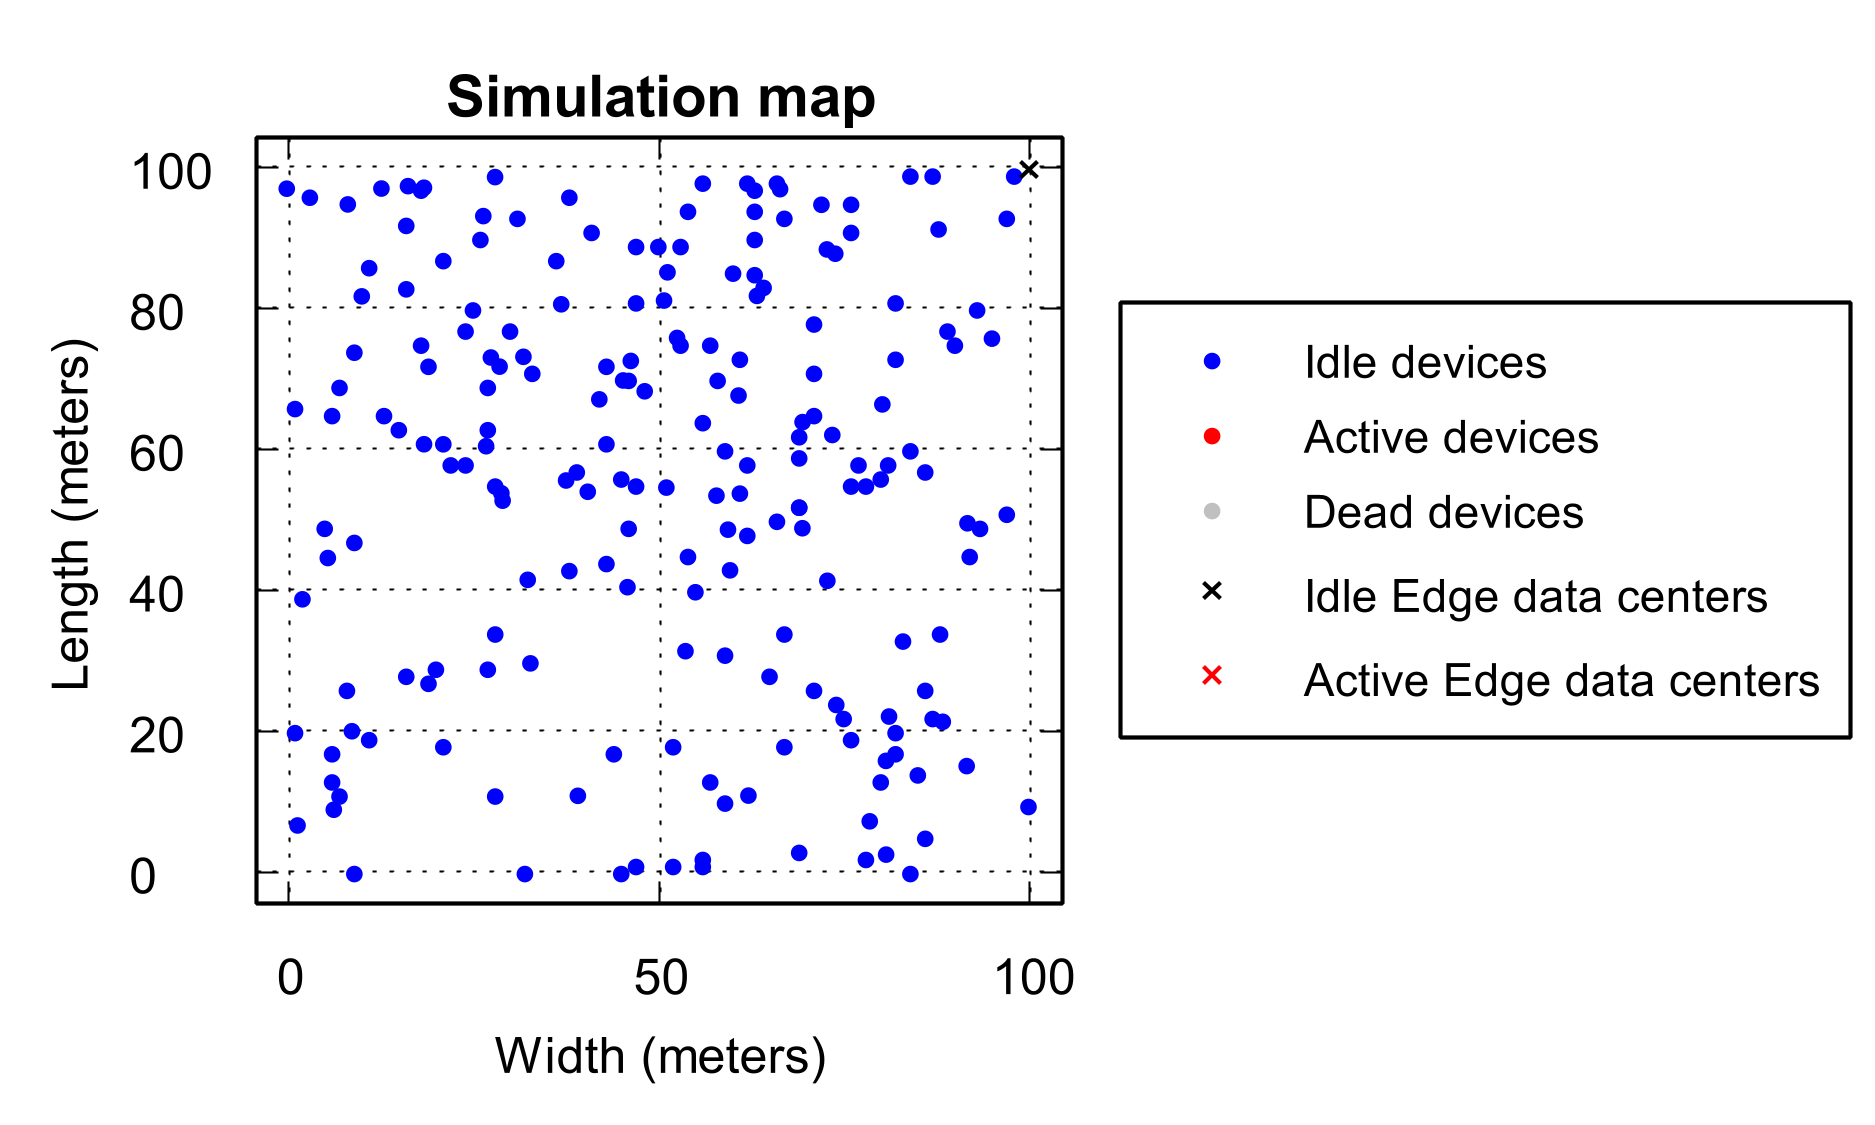 Simulation map
100
80
60
40
20
0
Length (meters)
0 50 100
Width (meters)
Idle devices
Active devices
Dead devices
Idle Edge data centers
Active Edge data centers